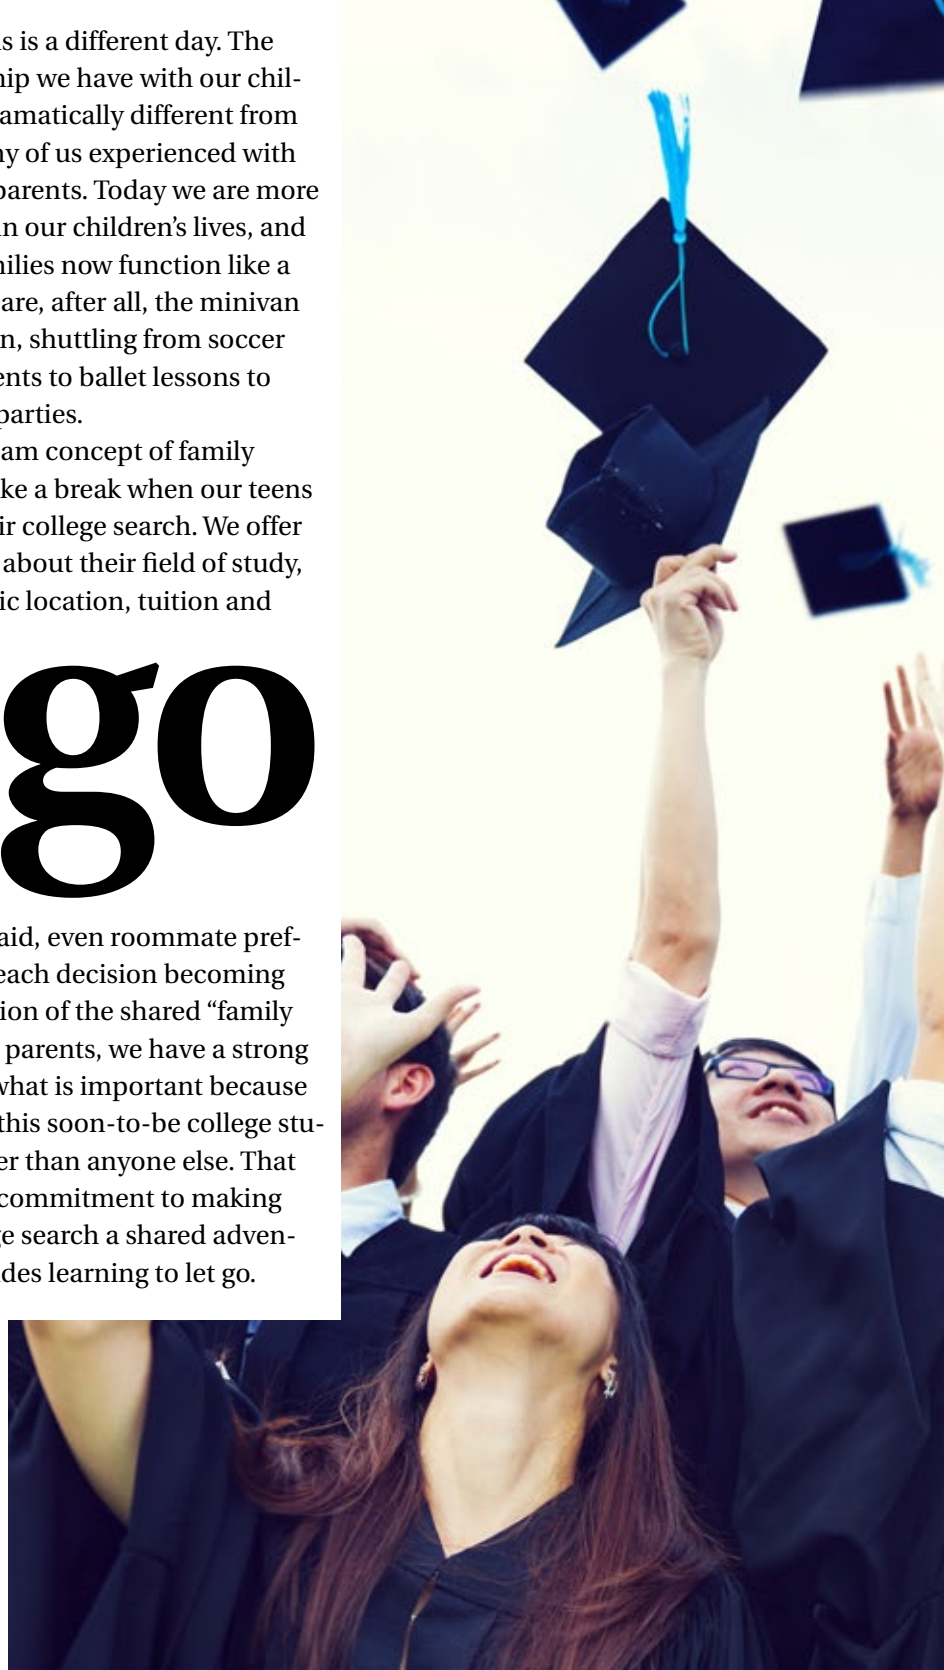 s is a different day. The
hip we have with our chil-
amatically different from
ny of us experienced with
parents. Today we are more
in our children’s lives, and
nilies now function like a
are, after all, the minivan
n, shuttling from soccer
ents to ballet lessons to
parties.
am concept of family
ke a break when our teens
ir college search. We offer
about their field of study,
ic location, tuition and
go
aid, even roommate pref-
each decision becoming
ion of the shared “family
parents, we have a strong
what is important because
this soon-to-be college stu-
er than anyone else. That
commitment to making
ge search a shared adven-
des learning to let go.